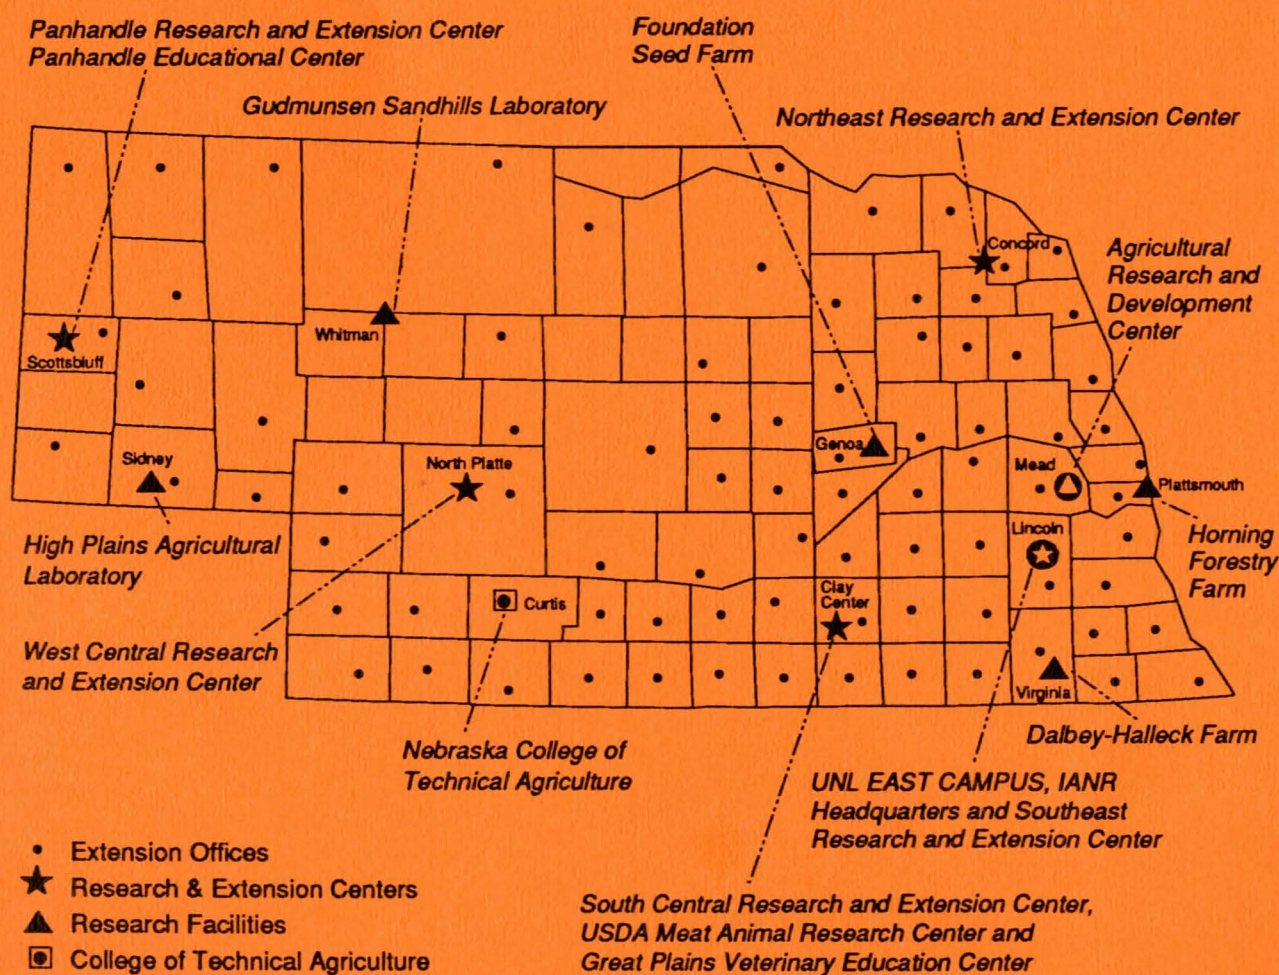 Panhandle Research and Extension Center
Panhandle Educational Center
Foundation
Seed Farm
Gudmunsen Sandhills Laboratory
Northeast Research and Extension Center
Concord
Agricultural
Research and
Development
Center
Whitman
Scottsbluff
Genoa
Sidney
North Platte
Mead
Plattsmouth
High Plains Agricultural
Laboratory
Lincoln
Horning
Forestry
Farm
Clay
Center
Curtis
West Central Research
and Extension Center
Virginia
Dalbey-Halleck Farm
Nebraska College of
Technical Agriculture
UNL EAST CAMPUS, IANR
Headquarters and Southeast
Research and Extension Center
Extension Offices
Research & Extension Centers
Research Facilities
College of Technical Agriculture
South Central Research and Extension Center,
USDA Meat Animal Research Center and
Great Plains Veterinary Education Center